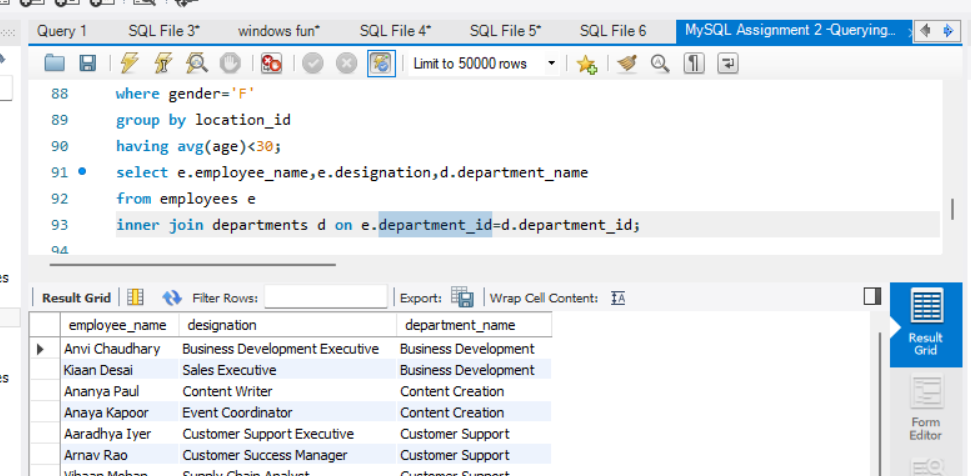 Query 1 SQL File 3* windows fun* SQL File 4* SQL File 5* SQL File 6 MySQL Assignment 2 -Querying...
Limit to 50000 rows
88 where gender='F'
89 group by location_id
90 having avg(age)<30;
91 select e.employee_name,e.designation,d.department_name
92 from employees e
93 inner join departments d on e.department_id=d.department_id;
94
es
Result Grid Filter Rows: Export: Wrap Cell Content: IA
employee_name designation department_name
Anvi Chaudhary Business Development Executive Business Development
Kiaan Desai Sales Executive Business Development
Ananya Paul Content Writer Content Creation
Anaya Kapoor Event Coordinator Content Creation
Aaradhya Iyer Customer Support Executive Customer Support
Arnav Rao Customer Success Manager Customer Support
Vihaan Mohan Supply Chain Analyst Customer Support
es
Result
Grid
Form
Editor